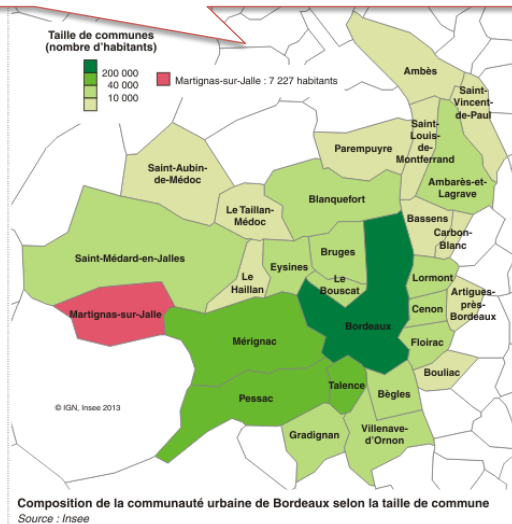 Taille de communes
(nombre d'habitants)
200 000
40 000
10 000
Martignas-sur-Jalle : 7 227 habitants
Ambès
Saint-
Vincent-
de-Paul
Saint-
Louis-
de-
Montferrand
Parempuyre
Saint-Aubin-
de-Médoc
Ambarès-et-
Lagrave
Blanquefort
Le Taillan-
Médoc
Bassens
Carbon-
Blanc
Bruges
Saint-Médard-en-Jalles
Eysines
Le
Haillan
Le
Bouscat
Lormont
Artigues-
près-
Bordeaux
Cenon
Martignas-sur-Jalle
Bordeaux
Mérignac
Floirac
Bouliac
Talence
Bègles
Pessac
© IGN, Insee 2013
Gradignan
Villenave-
d'Ornon
Composition de la communauté urbaine de Bordeaux selon la taille de commune
Source : Insee